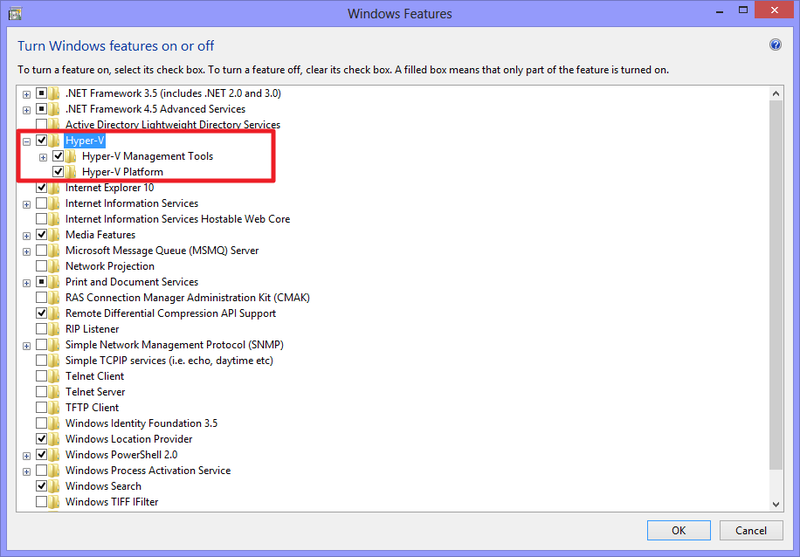 Windows Features
Turn Windows features on or off
To turn a feature on, select its check box. To turn a feature off, clear its check box. A filled box means that only part of the feature is turned on.
.NET Framework 3.5 (includes .NET 2.0 and 3.0)
.NET Framework 4.5 Advanced Services
Active Directory Lightweight Directory Services
Hyper-V
Hyper-V Management Tools
Hyper-V Platform
Internet Explorer 10
Internet Information Services
Internet Information Services Hostable Web Core
Media Features
Microsoft Message Queue (MSMQ) Server
Network Projection
Print and Document Services
RAS Connection Manager Administration Kit (CMAK)
Remote Differential Compression API Support
RIP Listener
Simple Network Management Protocol (SNMP)
Simple TCPIP services (i.e. echo, daytime etc)
Telnet Client
Telnet Server
TFTP Client
Windows Identity Foundation 3.5
Windows Location Provider
Windows PowerShell 2.0
Windows Process Activation Service
Windows Search
Windows TIFF IFilter
OK
Cancel